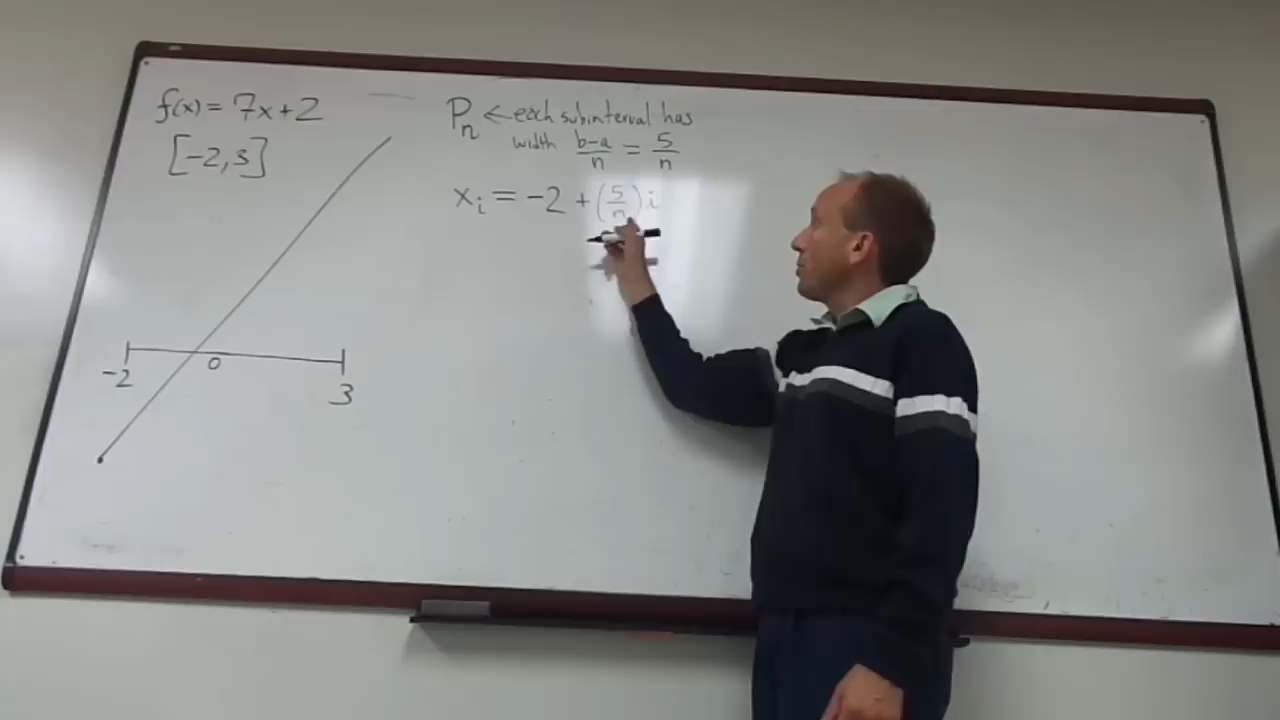 f(x) = 7x+2
[-2,3]
-2 0 3
Pn ← each subinterval has
width b-a/n = 5/n
xi = -2 + (5/n)i